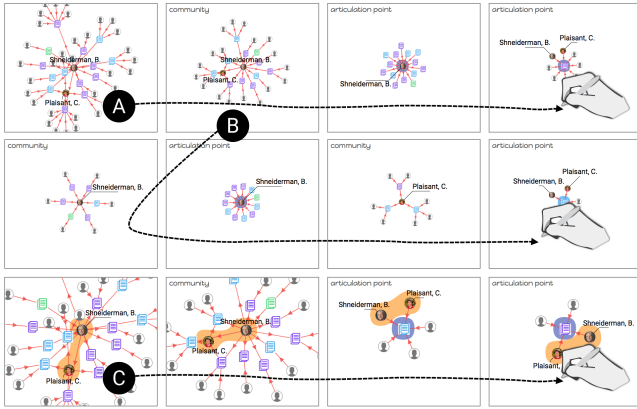 community
articulation point
articulation point
Shneiderman, B.
Plaisant, C.
Shneiderman, B.
Plaisant, C.
Shneiderman, B.
Plaisant, C.
Shneiderman, B.
A
B
community
articulation point
community
articulation point
Shneiderman, B.
Shneiderman, B.
Plaisant, C.
Plaisant, C.
Shneiderman, B.
community
articulation point
articulation point
Shneiderman, B.
Plaisant, C.
Shneiderman, B.
Plaisant, C.
Plaisant, C.
Shneiderman, B.
Shneiderman, B.
C